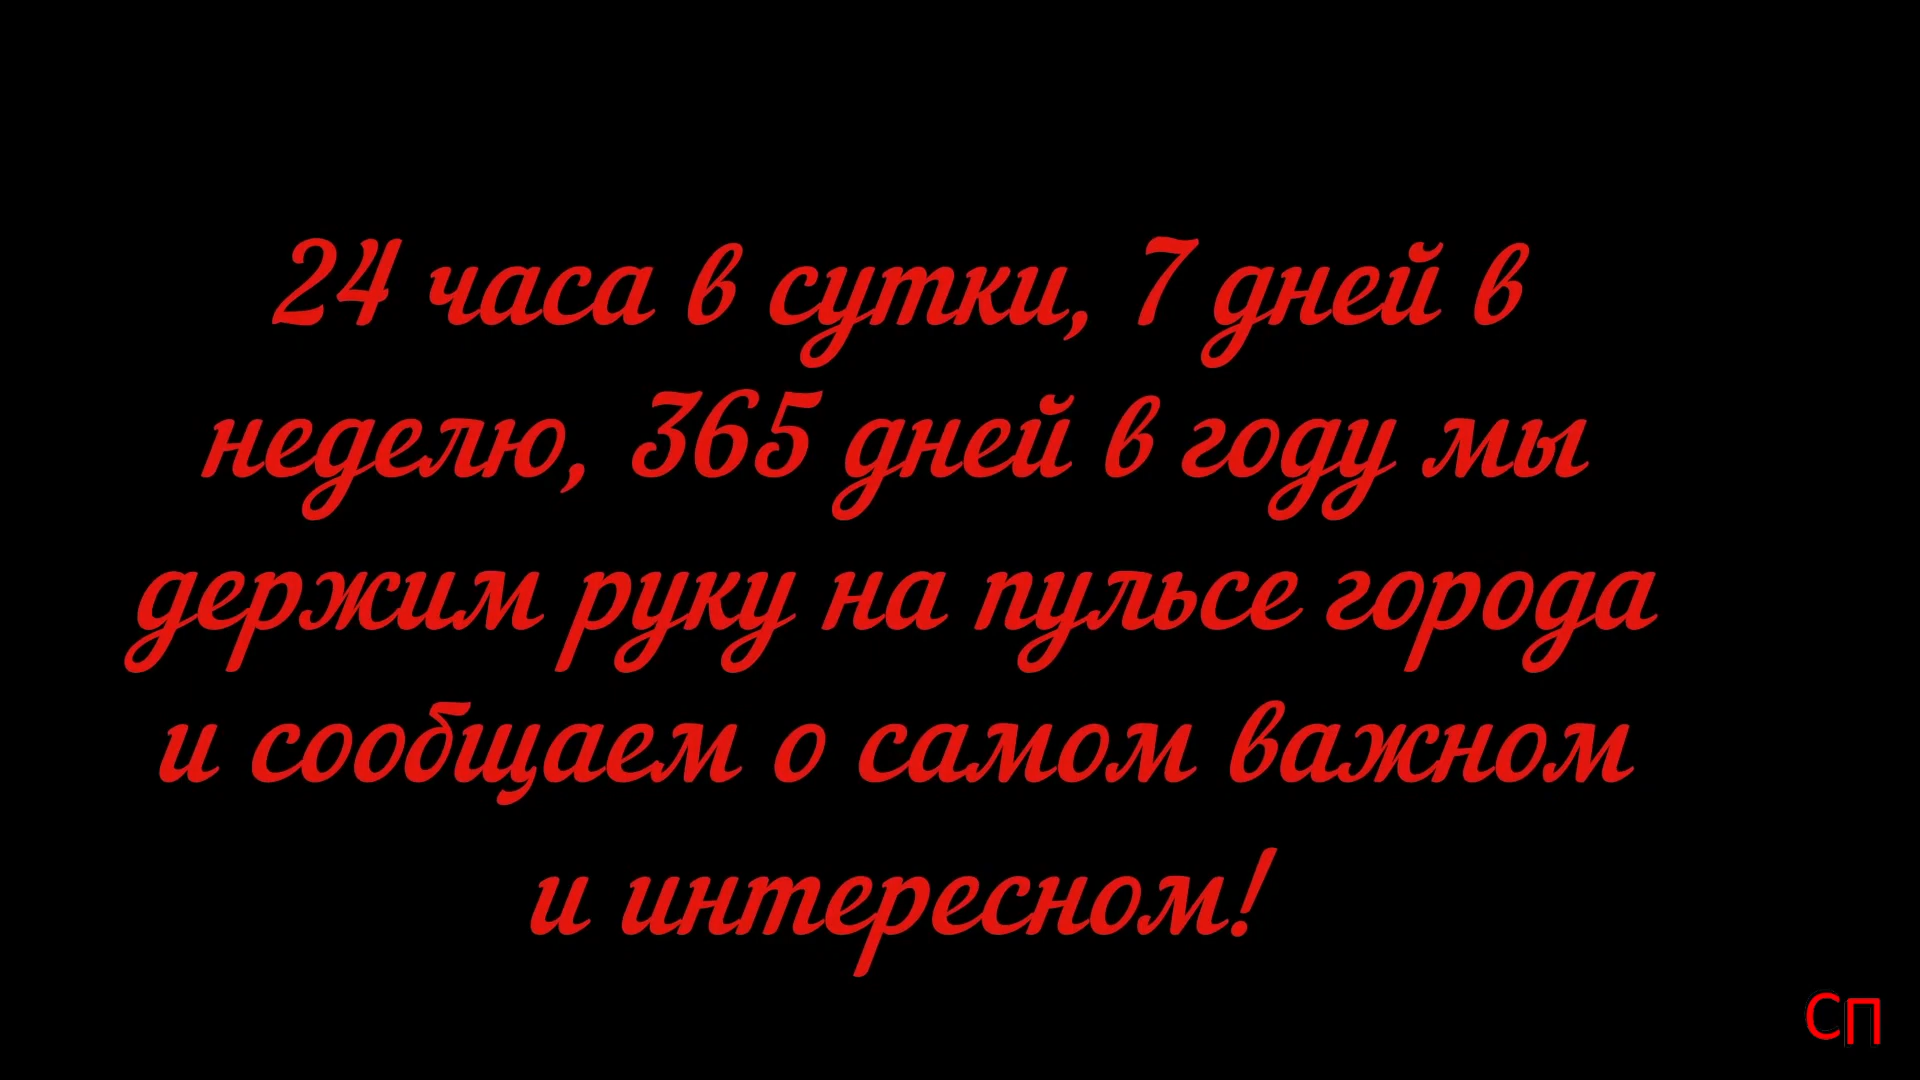 24 часа в сутки, 7 дней в
неделю, 365 дней в году мы
держим руку на пульсе города
и сообщаем о самом важном
и интересном!
СП